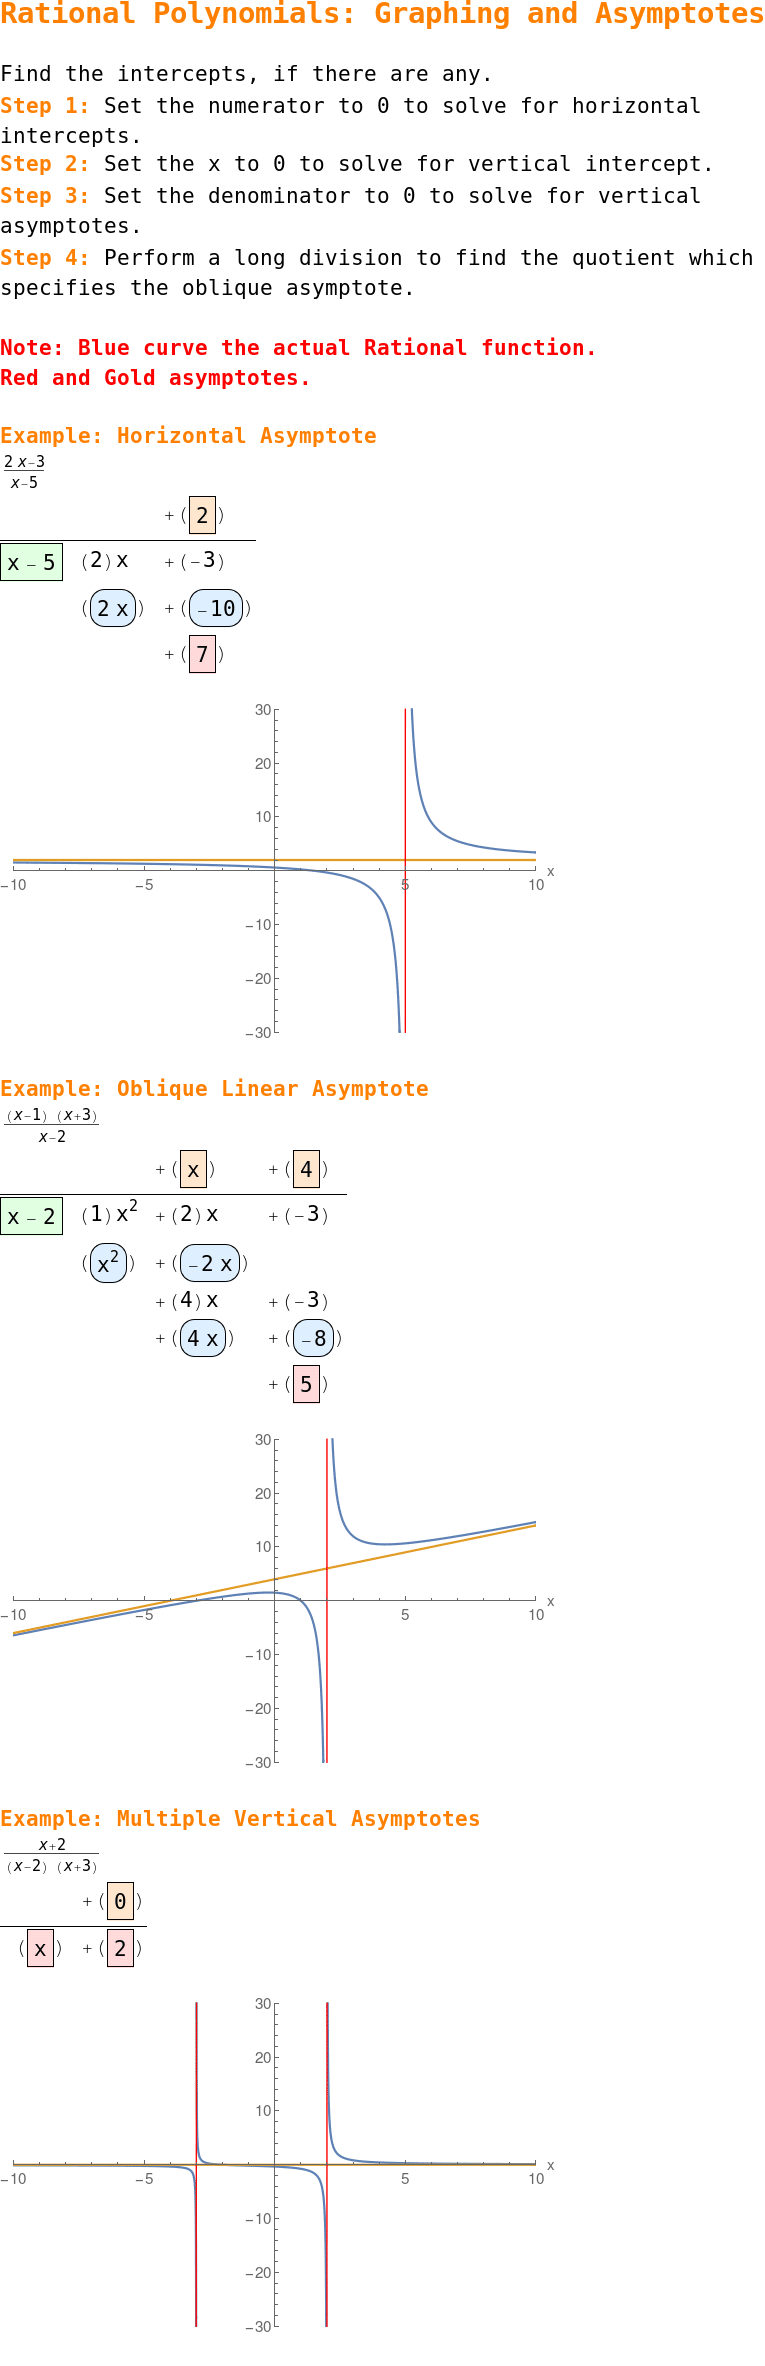 Rational Polynomials: Graphing and Asymptotes
Find the intercepts, if there are any.
Step 1: Set the numerator to 0 to solve for horizontal
intercepts.
Step 2: Set the x to 0 to solve for vertical intercept.
Step 3: Set the denominator to 0 to solve for vertical
asymptotes.
Step 4: Perform a long division to find the quotient which
specifies the oblique asymptote.
Note: Blue curve the actual Rational function.
Red and Gold asymptotes.
Example: Horizontal Asymptote
2 x−3
x−5
+ ( 2 )
x − 5 (2) x + (−3)
(2 x) + (−10)
+ ( 7 )
30
20
10
−10 −5 5 10 x
−10
−20
−30
Example: Oblique Linear Asymptote
(x−1) (x+3)
x−2
+ ( x ) + ( 4 )
x − 2 (1) x² + (2) x + (−3)
(x²) + (−2 x)
+ (4) x + (−3)
+ (4 x) + (−8)
+ ( 5 )
30
20
10
−10 −5 5 10 x
−10
−20
−30
Example: Multiple Vertical Asymptotes
x+2
(x−2) (x+3)
+ ( 0 )
( x ) + ( 2 )
30
20
10
−10 −5 5 10 x
−10
−20
−30